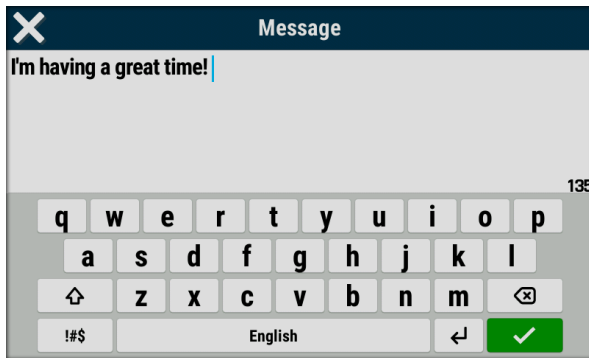 Message
I'm having a great time!
135
q w e r t y u i o p
a s d f g h j k l
z x c v b n m
!#$ English